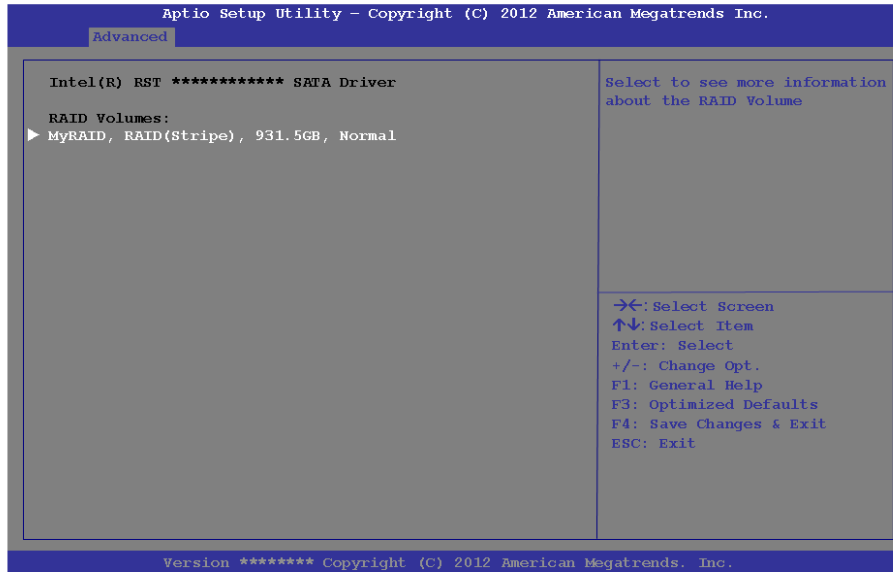 Aptio Setup Utility – Copyright (C) 2012 American Megatrends Inc.
Advanced
Intel(R) RST ************ SATA Driver
RAID Volumes:
MyRAID, RAID(Stripe), 931.5GB, Normal
Select to see more information
about the RAID Volume
→←: Select Screen
↑↓: Select Item
Enter: Select
+/-: Change Opt.
F1: General Help
F3: Optimized Defaults
F4: Save Changes & Exit
ESC: Exit
Version ******** Copyright (C) 2012 American Megatrends. Inc.